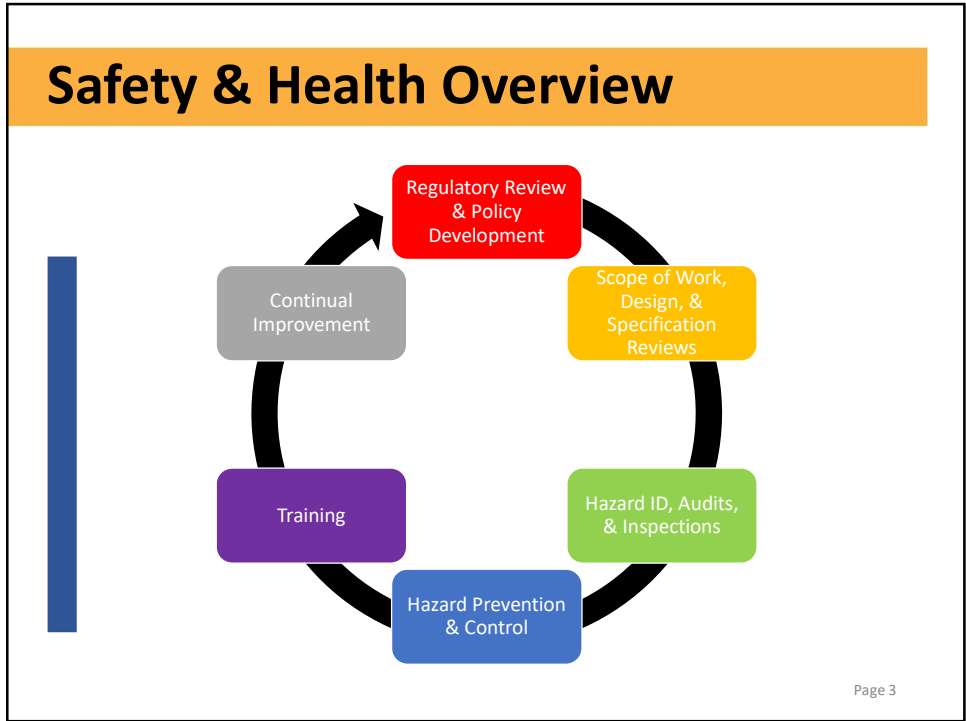 Safety & Health Overview
Regulatory Review
& Policy
Development
Scope of Work,
Design, &
Specification
Reviews
Hazard ID, Audits,
& Inspections
Hazard Prevention
& Control
Training
Continual
Improvement
Page 3